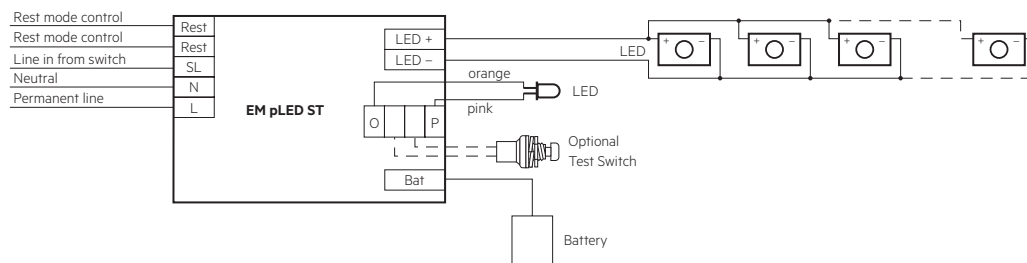 Rest mode control
Rest
Rest mode control
Rest
Line in from switch
SL
Neutral
N
Permanent line
L
EM pLED ST
LED +
LED –
O
P
Bat
orange
pink
LED
Optional
Test Switch
Battery
LED
+ –
+ –
+ –
+ –